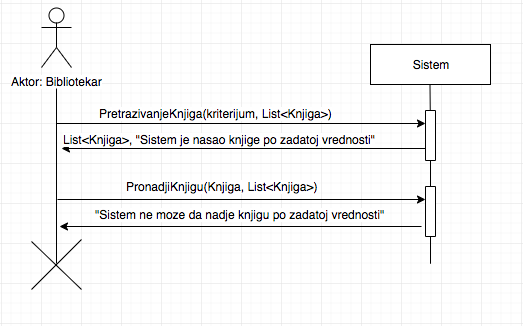 Aktor: Bibliotekar
Sistem
PretrazivanjeKnjiga(kriterijum, List<Knjiga>)
List<Knjiga>, "Sistem je nasao knjige po zadatoj vrednosti"
PronadjiKnjigu(Knjiga, List<Knjiga>)
"Sistem ne moze da nadje knjigu po zadatoj vrednosti"